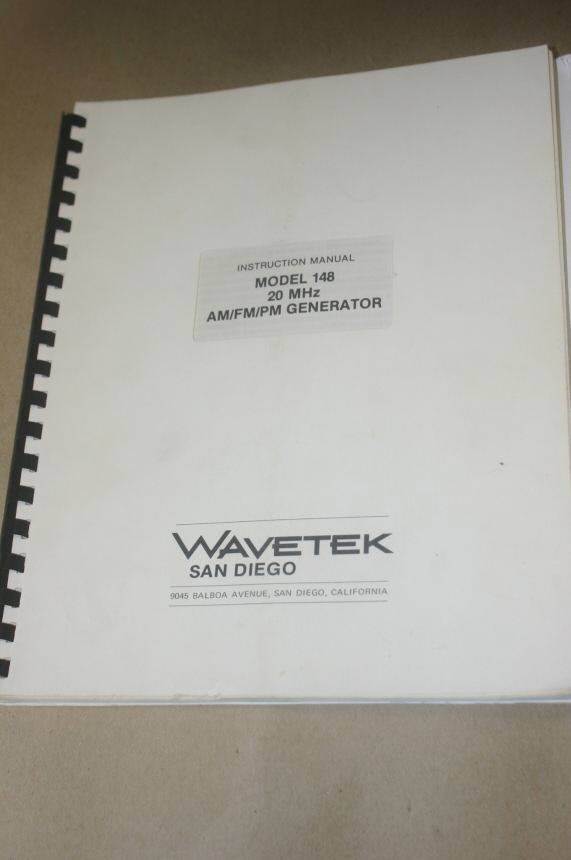 INSTRUCTION MANUAL
MODEL 148
20 MHz
AM/FM/PM GENERATOR
WAVETEK
SAN DIEGO
9045 BALBOA AVENUE, SAN DIEGO, CALIFORNIA